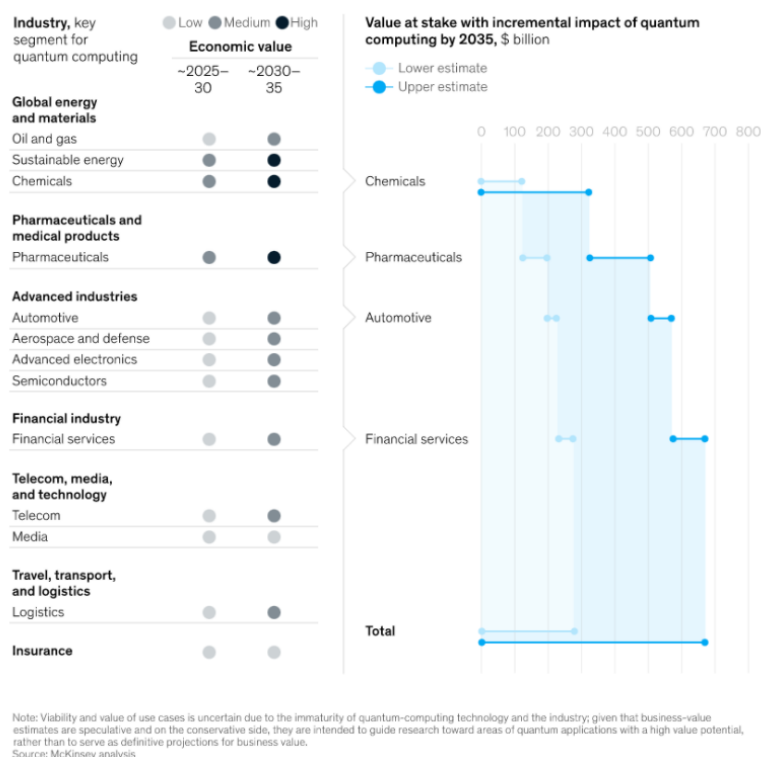 Industry, key
segment for
quantum computing
Low Medium High
Economic value
~2025–
30
~2030–
35
Global energy
and materials
Oil and gas
Sustainable energy
Chemicals
Pharmaceuticals and
medical products
Pharmaceuticals
Advanced industries
Automotive
Aerospace and defense
Advanced electronics
Semiconductors
Financial industry
Financial services
Telecom, media,
and technology
Telecom
Media
Travel, transport,
and logistics
Logistics
Insurance
Value at stake with incremental impact of quantum
computing by 2035, $ billion
Lower estimate
Upper estimate
0 100 200 300 400 500 600 700 800
Chemicals
Pharmaceuticals
Automotive
Financial services
Total
Note: Viability and value of use cases is uncertain due to the immaturity of quantum-computing technology and the industry; given that business-value
estimates are speculative and on the conservative side, they are intended to guide research toward areas of quantum applications with a high value potential,
rather than to serve as definitive projections for business value.
Source: McKinsey analysis